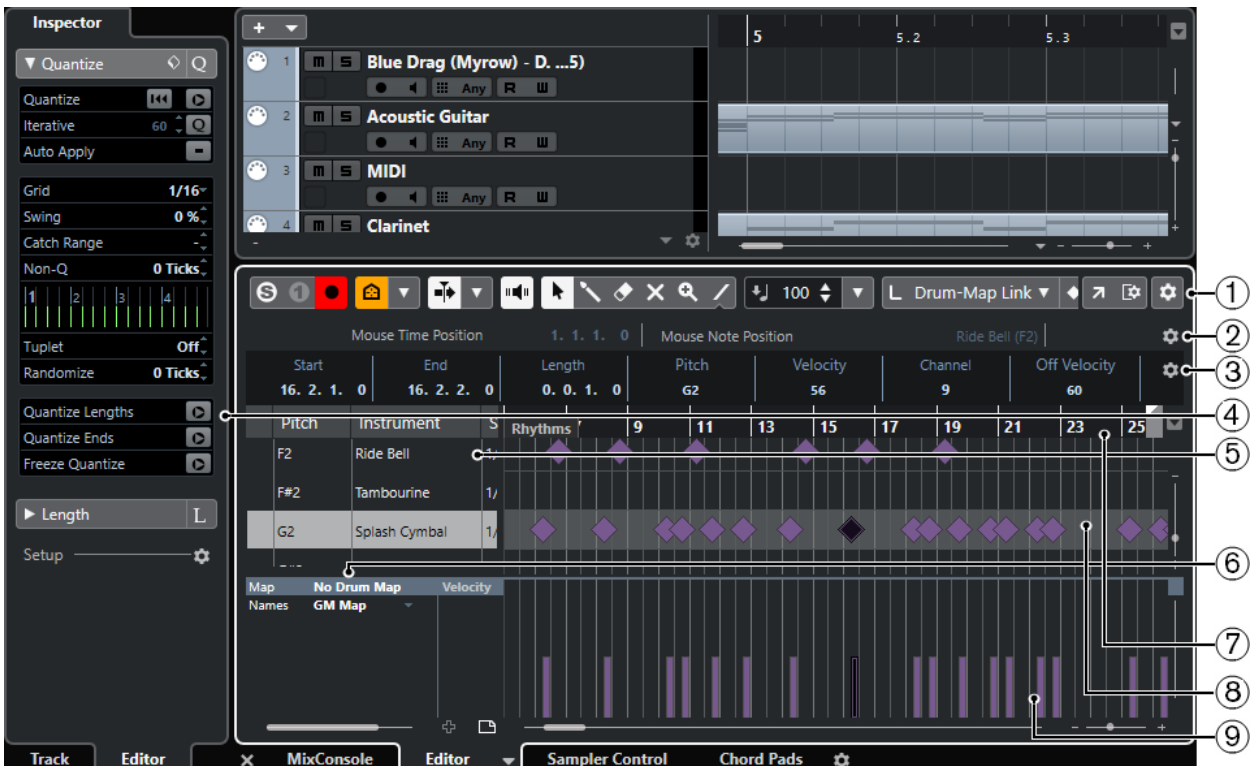 Inspector
Quantize Q
Quantize
Iterative 60 Q
Auto Apply
Grid 1/16
Swing 0 %
Catch Range -
Non-Q 0 Ticks
1 2 3 4
Tuplet Off
Randomize 0 Ticks
Quantize Lengths
Quantize Ends
Freeze Quantize
Length L
Setup
+
5 5.2 5.3
1 m S Blue Drag (Myrow) - D. ...5)
Any R W
2 m S Acoustic Guitar
Any R W
3 m S MIDI
Any R W
4 m S Clarinet
-
S 1 100 L Drum-Map Link
Mouse Time Position 1. 1. 1. 0 Mouse Note Position Ride Bell (F2)
Start End Length Pitch Velocity Channel Off Velocity
16. 2. 1. 0 16. 2. 2. 0 0. 0. 1. 0 G2 56 9 60
Pitch Instrument S Rhythms 9 11 13 15 17 19 21 23 25
F2 Ride Bell 1/
F#2 Tambourine 1/
G2 Splash Cymbal 1/
Map No Drum Map Velocity
Names GM Map
1
2
3
4
5
6
7
8
9
Track Editor MixConsole Editor Sampler Control Chord Pads